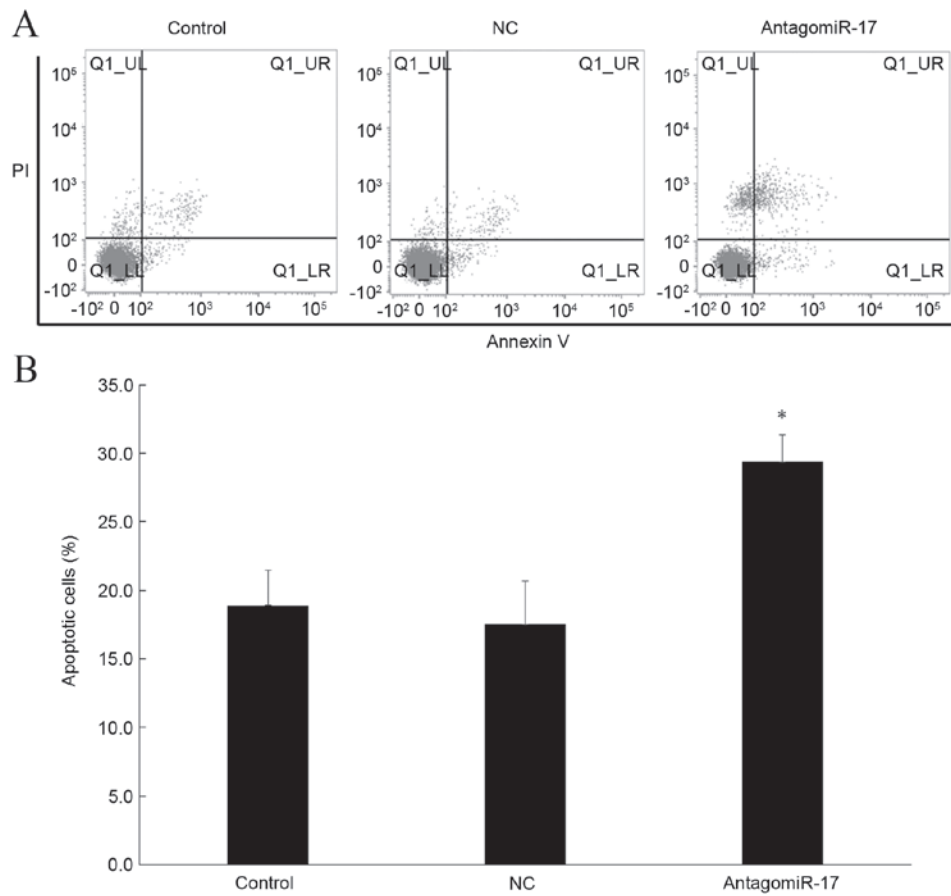 A
Control
NC
AntagomiR-17
Q1_UL
Q1_UR
Q1_UL
Q1_UR
Q1_UL
Q1_UR
10⁵
10⁴
10³
10²
0
-10²
10⁵
10⁴
10³
10²
0
-10²
10⁵
10⁴
10³
10²
0
-10²
PI
Q1_LL
Q1_LR
Q1_LL
Q1_LR
Q1_LL
Q1_LR
-10² 0 10² 10³ 10⁴ 10⁵
-10² 0 10² 10³ 10⁴ 10⁵
-10² 0 10² 10³ 10⁴ 10⁵
Annexin V
B
35.0
30.0
25.0
20.0
15.0
10.0
5.0
0.0
Apoptotic cells (%)
*
Control
NC
AntagomiR-17